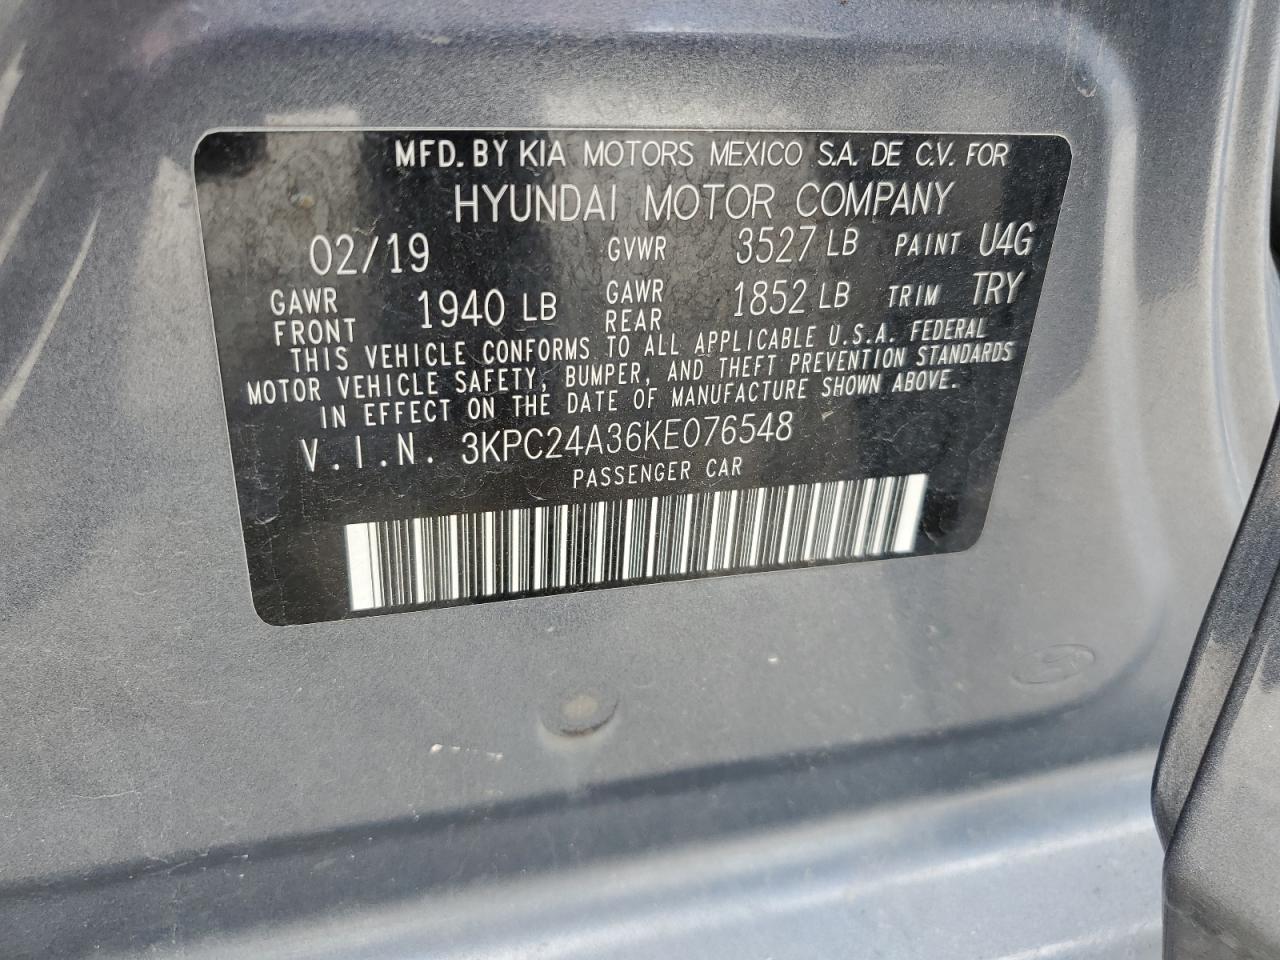 MFD. BY KIA MOTORS MEXICO S.A. DE C.V. FOR
HYUNDAI MOTOR COMPANY
02/19 GVWR 3527 LB PAINT U4G
GAWR FRONT 1940 LB GAWR REAR 1852 LB TRIM TRY
THIS VEHICLE CONFORMS TO ALL APPLICABLE U.S.A. FEDERAL
MOTOR VEHICLE SAFETY, BUMPER, AND THEFT PREVENTION STANDARDS
IN EFFECT ON THE DATE OF MANUFACTURE SHOWN ABOVE.
V.I.N. 3KPC24A36KE076548
PASSENGER CAR